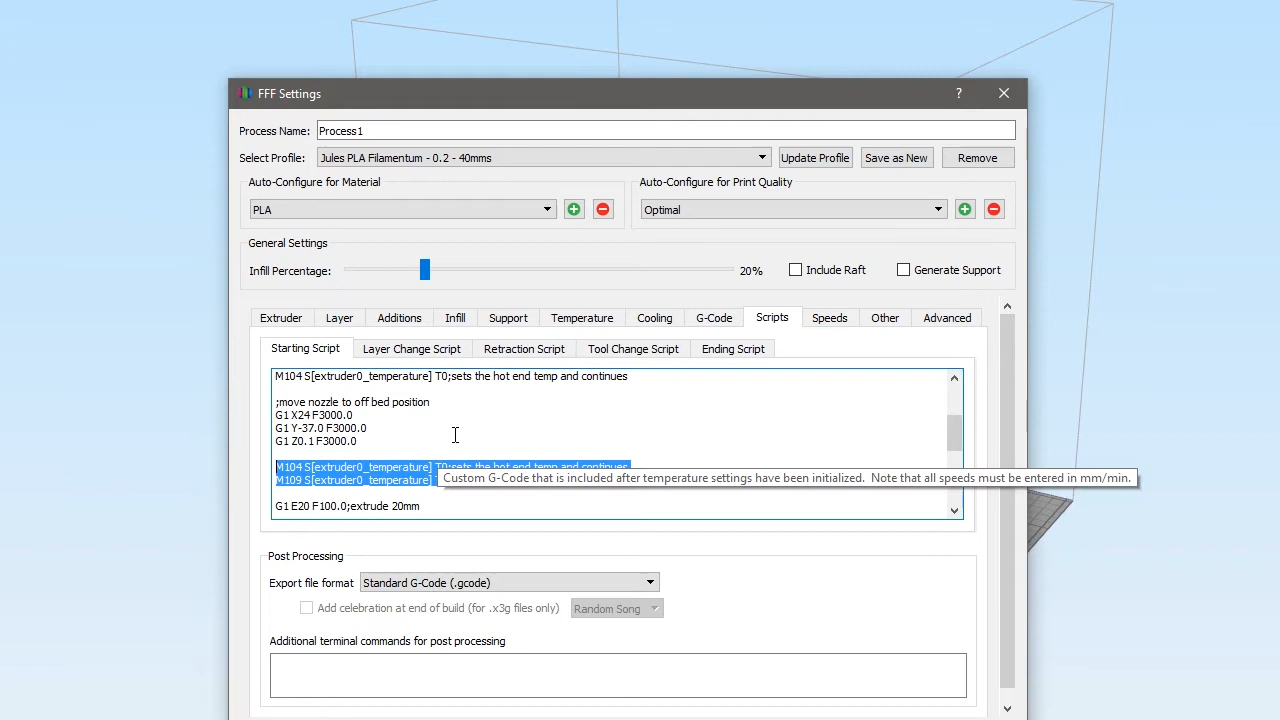 FFF Settings
?
Process Name: Process1
Select Profile: Jules PLA Filamentum - 0.2 - 40mms Update Profile Save as New Remove
Auto-Configure for Material Auto-Configure for Print Quality
PLA Optimal
General Settings
Infill Percentage: 20% Include Raft Generate Support
Extruder Layer Additions Infill Support Temperature Cooling G-Code Scripts Speeds Other Advanced
Starting Script Layer Change Script Retraction Script Tool Change Script Ending Script
M104 S[extruder0_temperature] T0;sets the hot end temp and continues
;move nozzle to off bed position
G1 X24 F3000.0
G1 Y-37.0 F3000.0
G1 Z0.1 F3000.0
M104 S[extruder0_temperature] T0;sets the hot end temp and continues
M109 S[extruder0_temperature]
Custom G-Code that is included after temperature settings have been initialized. Note that all speeds must be entered in mm/min.
G1 E20 F100.0;extrude 20mm
Post Processing
Export file format Standard G-Code (.gcode)
Add celebration at end of build (for .x3g files only) Random Song
Additional terminal commands for post processing